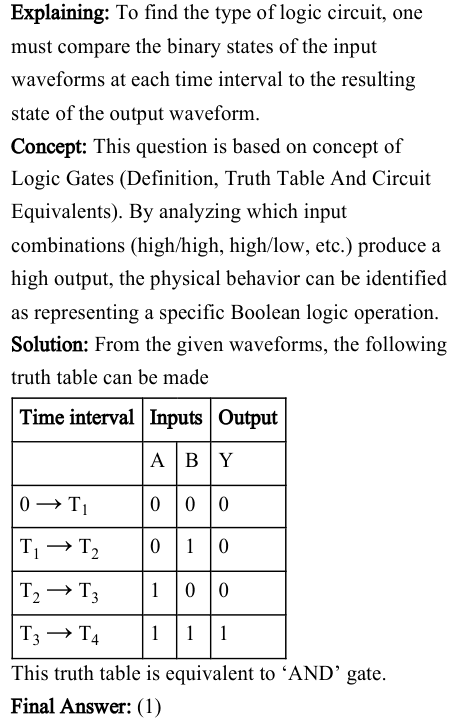 Explaining: To find the type of logic circuit, one
must compare the binary states of the input
waveforms at each time interval to the resulting
state of the output waveform.
Concept: This question is based on concept of
Logic Gates (Definition, Truth Table And Circuit
Equivalents). By analyzing which input
combinations (high/high, high/low, etc.) produce a
high output, the physical behavior can be identified
as representing a specific Boolean logic operation.
Solution: From the given waveforms, the following
truth table can be made
Time interval Inputs Output
A B Y
0 → T₁ 0 0 0
T₁ → T₂ 0 1 0
T₂ → T₃ 1 0 0
T₃ → T₄ 1 1 1
This truth table is equivalent to ‘AND’ gate.
Final Answer: (1)